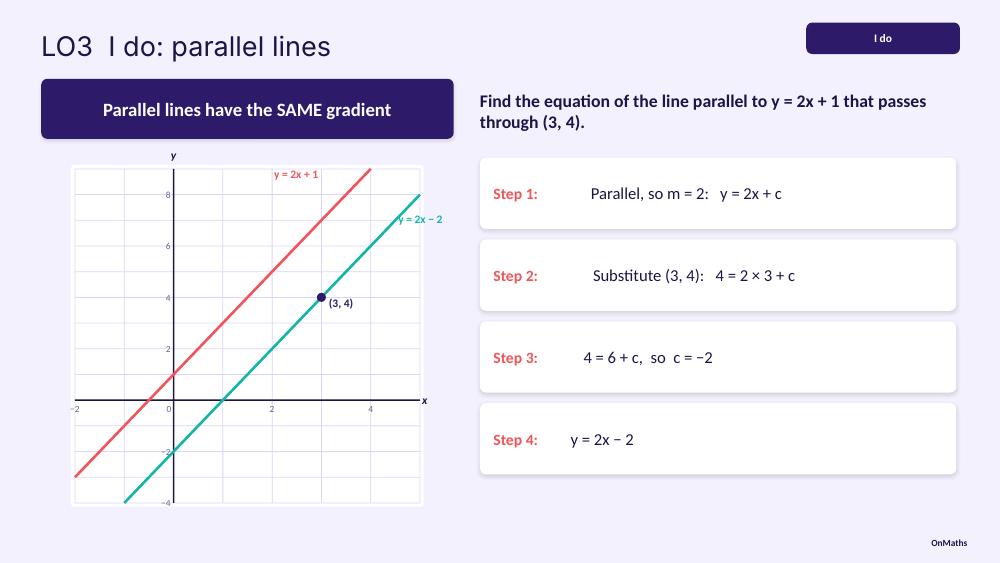 LO3  I do: parallel lines
I do
Parallel lines have the SAME gradient
Find the equation of the line parallel to y = 2x + 1 that passes
through (3, 4).
y
y = 2x + 1
8
y = 2x − 2
6
4
(3, 4)
2
x
−2
0
2
4
−2
−4
Step 1: Parallel, so m = 2:   y = 2x + c
Step 2: Substitute (3, 4):   4 = 2 × 3 + c
Step 3: 4 = 6 + c,  so  c = −2
Step 4: y = 2x − 2
OnMaths